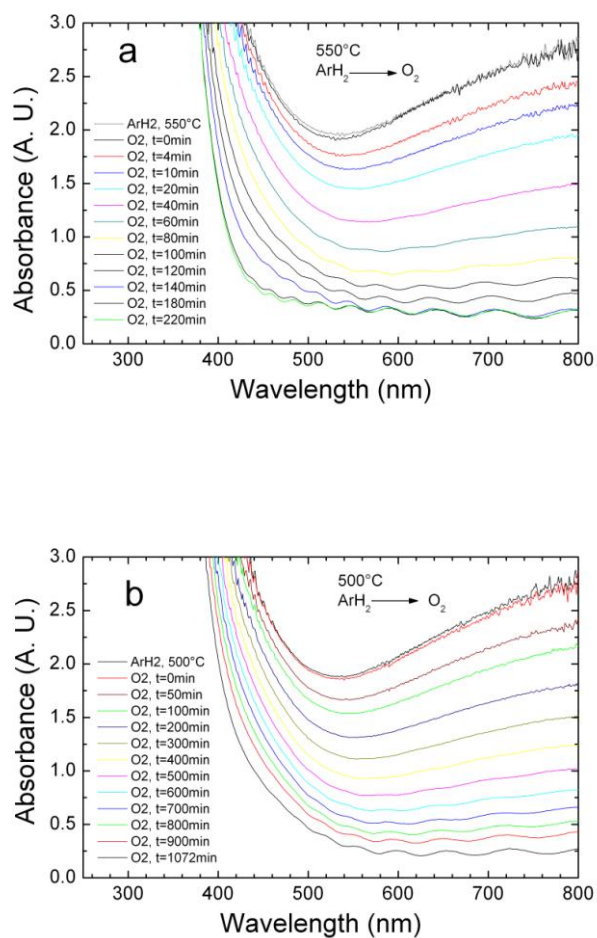 3.0
a
550°C
ArH2 O2
2.5
2.0
ArH2, 550°C
O2, t=0min
O2, t=4min
1.5
O2, t=10min
O2, t=20min
O2, t=40min
1.0
O2, t=60min
O2, t=80min
O2, t=100min
0.5
O2, t=120min
O2, t=140min
O2, t=180min
O2, t=220min
0.0
300 400 500 600 700 800
Absorbance (A. U.)
Wavelength (nm)
3.0
b
500°C
ArH2 O2
2.5
2.0
ArH2, 500°C
O2, t=0min
1.5
O2, t=50min
O2, t=100min
O2, t=200min
O2, t=300min
1.0
O2, t=400min
O2, t=500min
O2, t=600min
O2, t=700min
0.5
O2, t=800min
O2, t=900min
O2, t=1072min
0.0
300 400 500 600 700 800
Absorbance (A. U.)
Wavelength (nm)